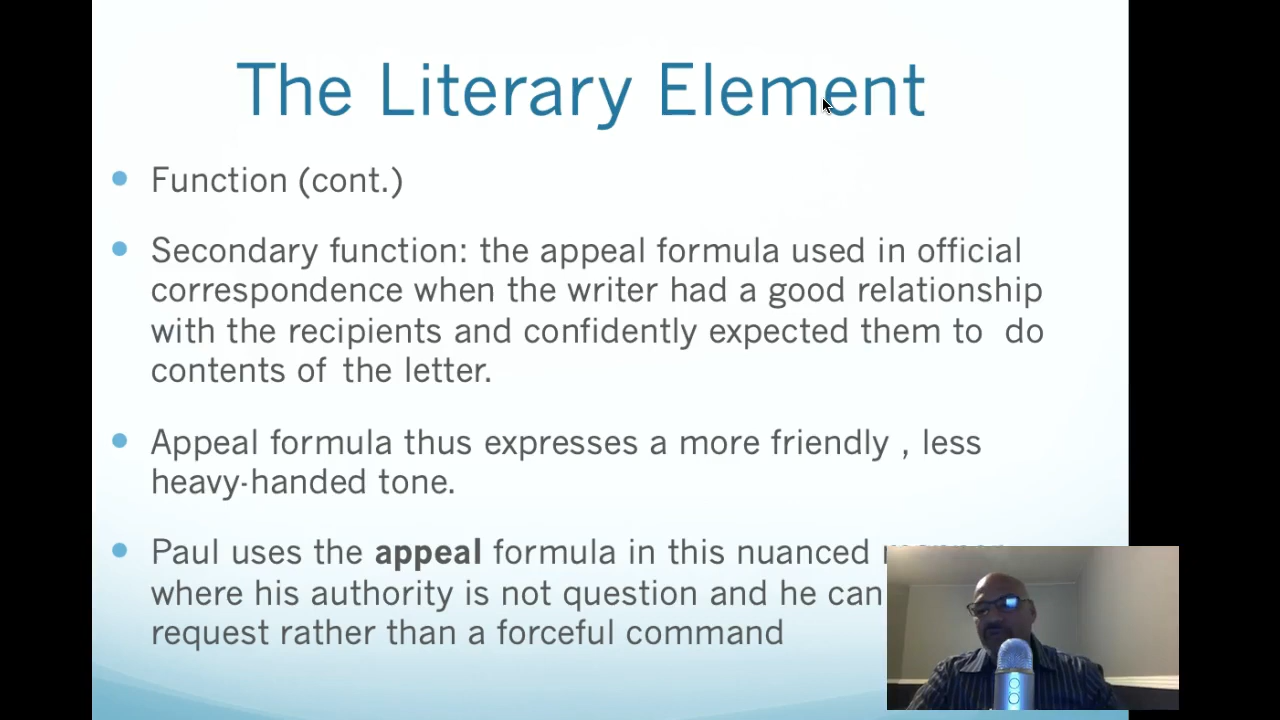 The Literary Element
Function (cont.)
Secondary function: the appeal formula used in official
correspondence when the writer had a good relationship
with the recipients and confidently expected them to do
contents of the letter.
Appeal formula thus expresses a more friendly , less
heavy-handed tone.
Paul uses the appeal formula in this nuanced
where his authority is not question and he can
request rather than a forceful command